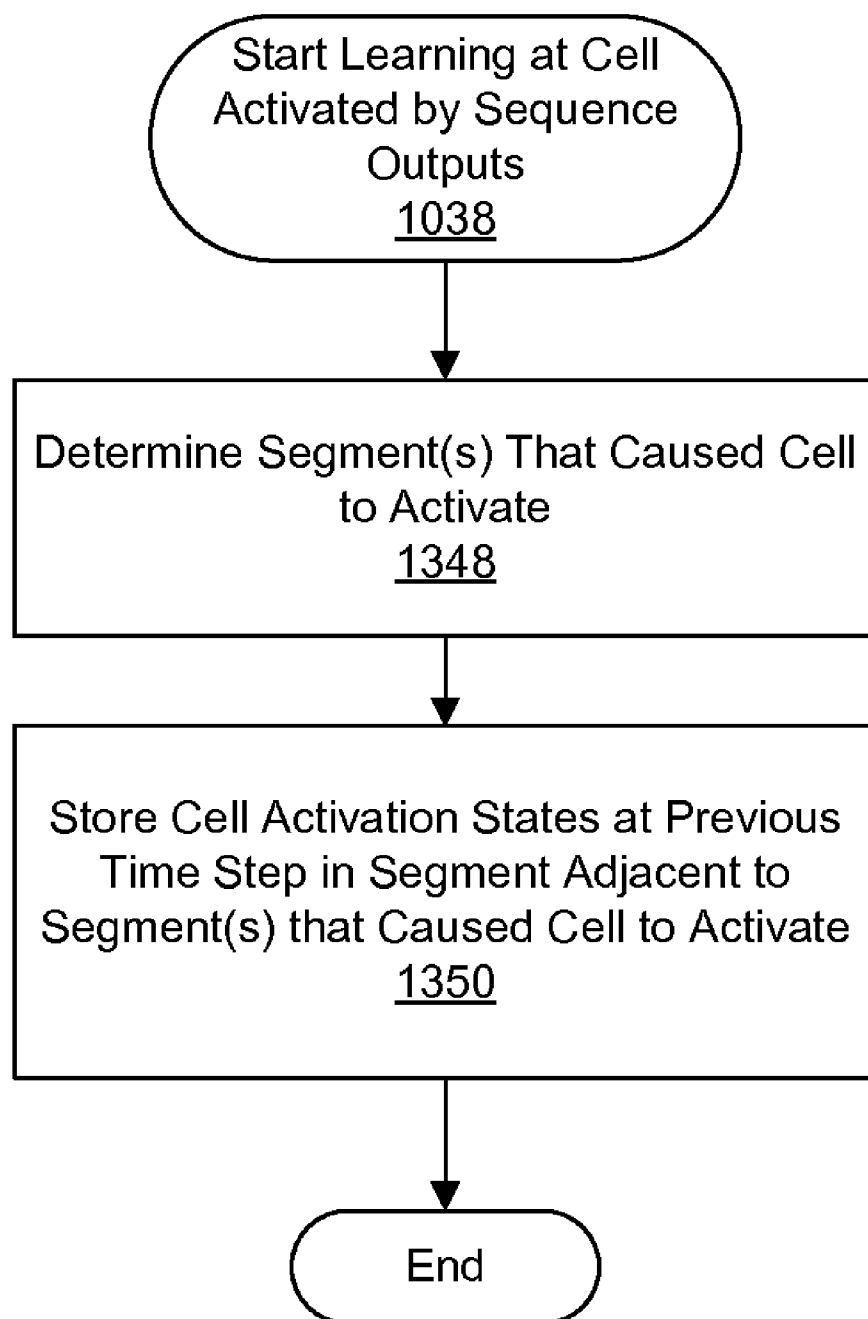 Start Learning at Cell
Activated by Sequence
Outputs
1038
Determine Segment(s) That Caused Cell
to Activate
1348
Store Cell Activation States at Previous
Time Step in Segment Adjacent to
Segment(s) that Caused Cell to Activate
1350
End